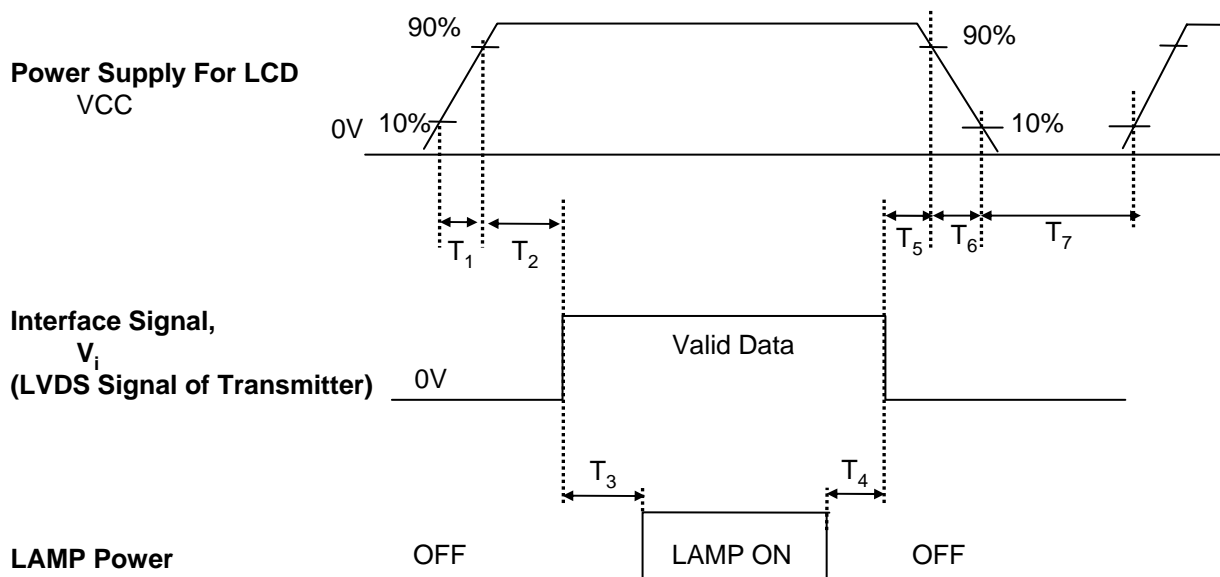 90%
90%
Power Supply For LCD
VCC
0V
10%
10%
T1
T2
T5
T6
T7
Interface Signal,
Vi
(LVDS Signal of Transmitter)
Valid Data
0V
T3
T4
LAMP Power
OFF
LAMP ON
OFF